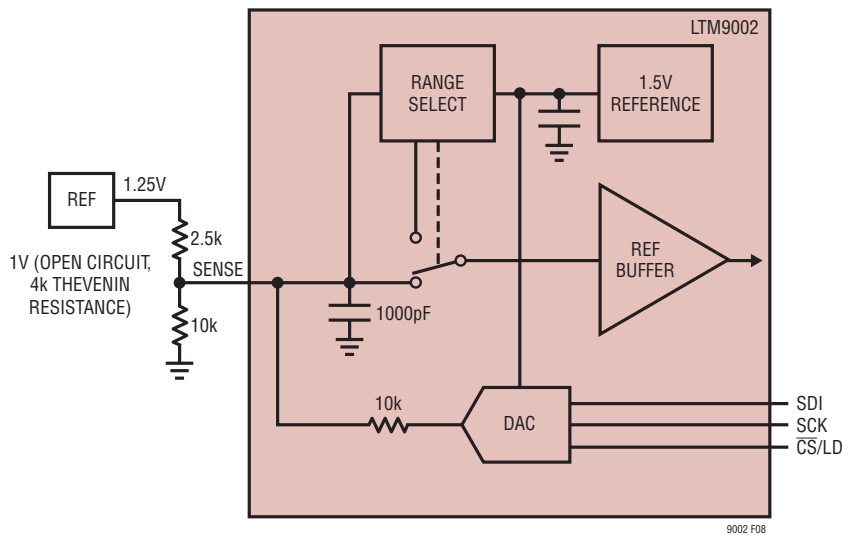 LTM9002
RANGE
SELECT
1.5V
REFERENCE
REF
1.25V
2.5k
1V (OPEN CIRCUIT,
4k THEVENIN
RESISTANCE)
SENSE
10k
1000pF
REF
BUFFER
10k
DAC
SDI
SCK
C̅S̅/LD
9002 F08